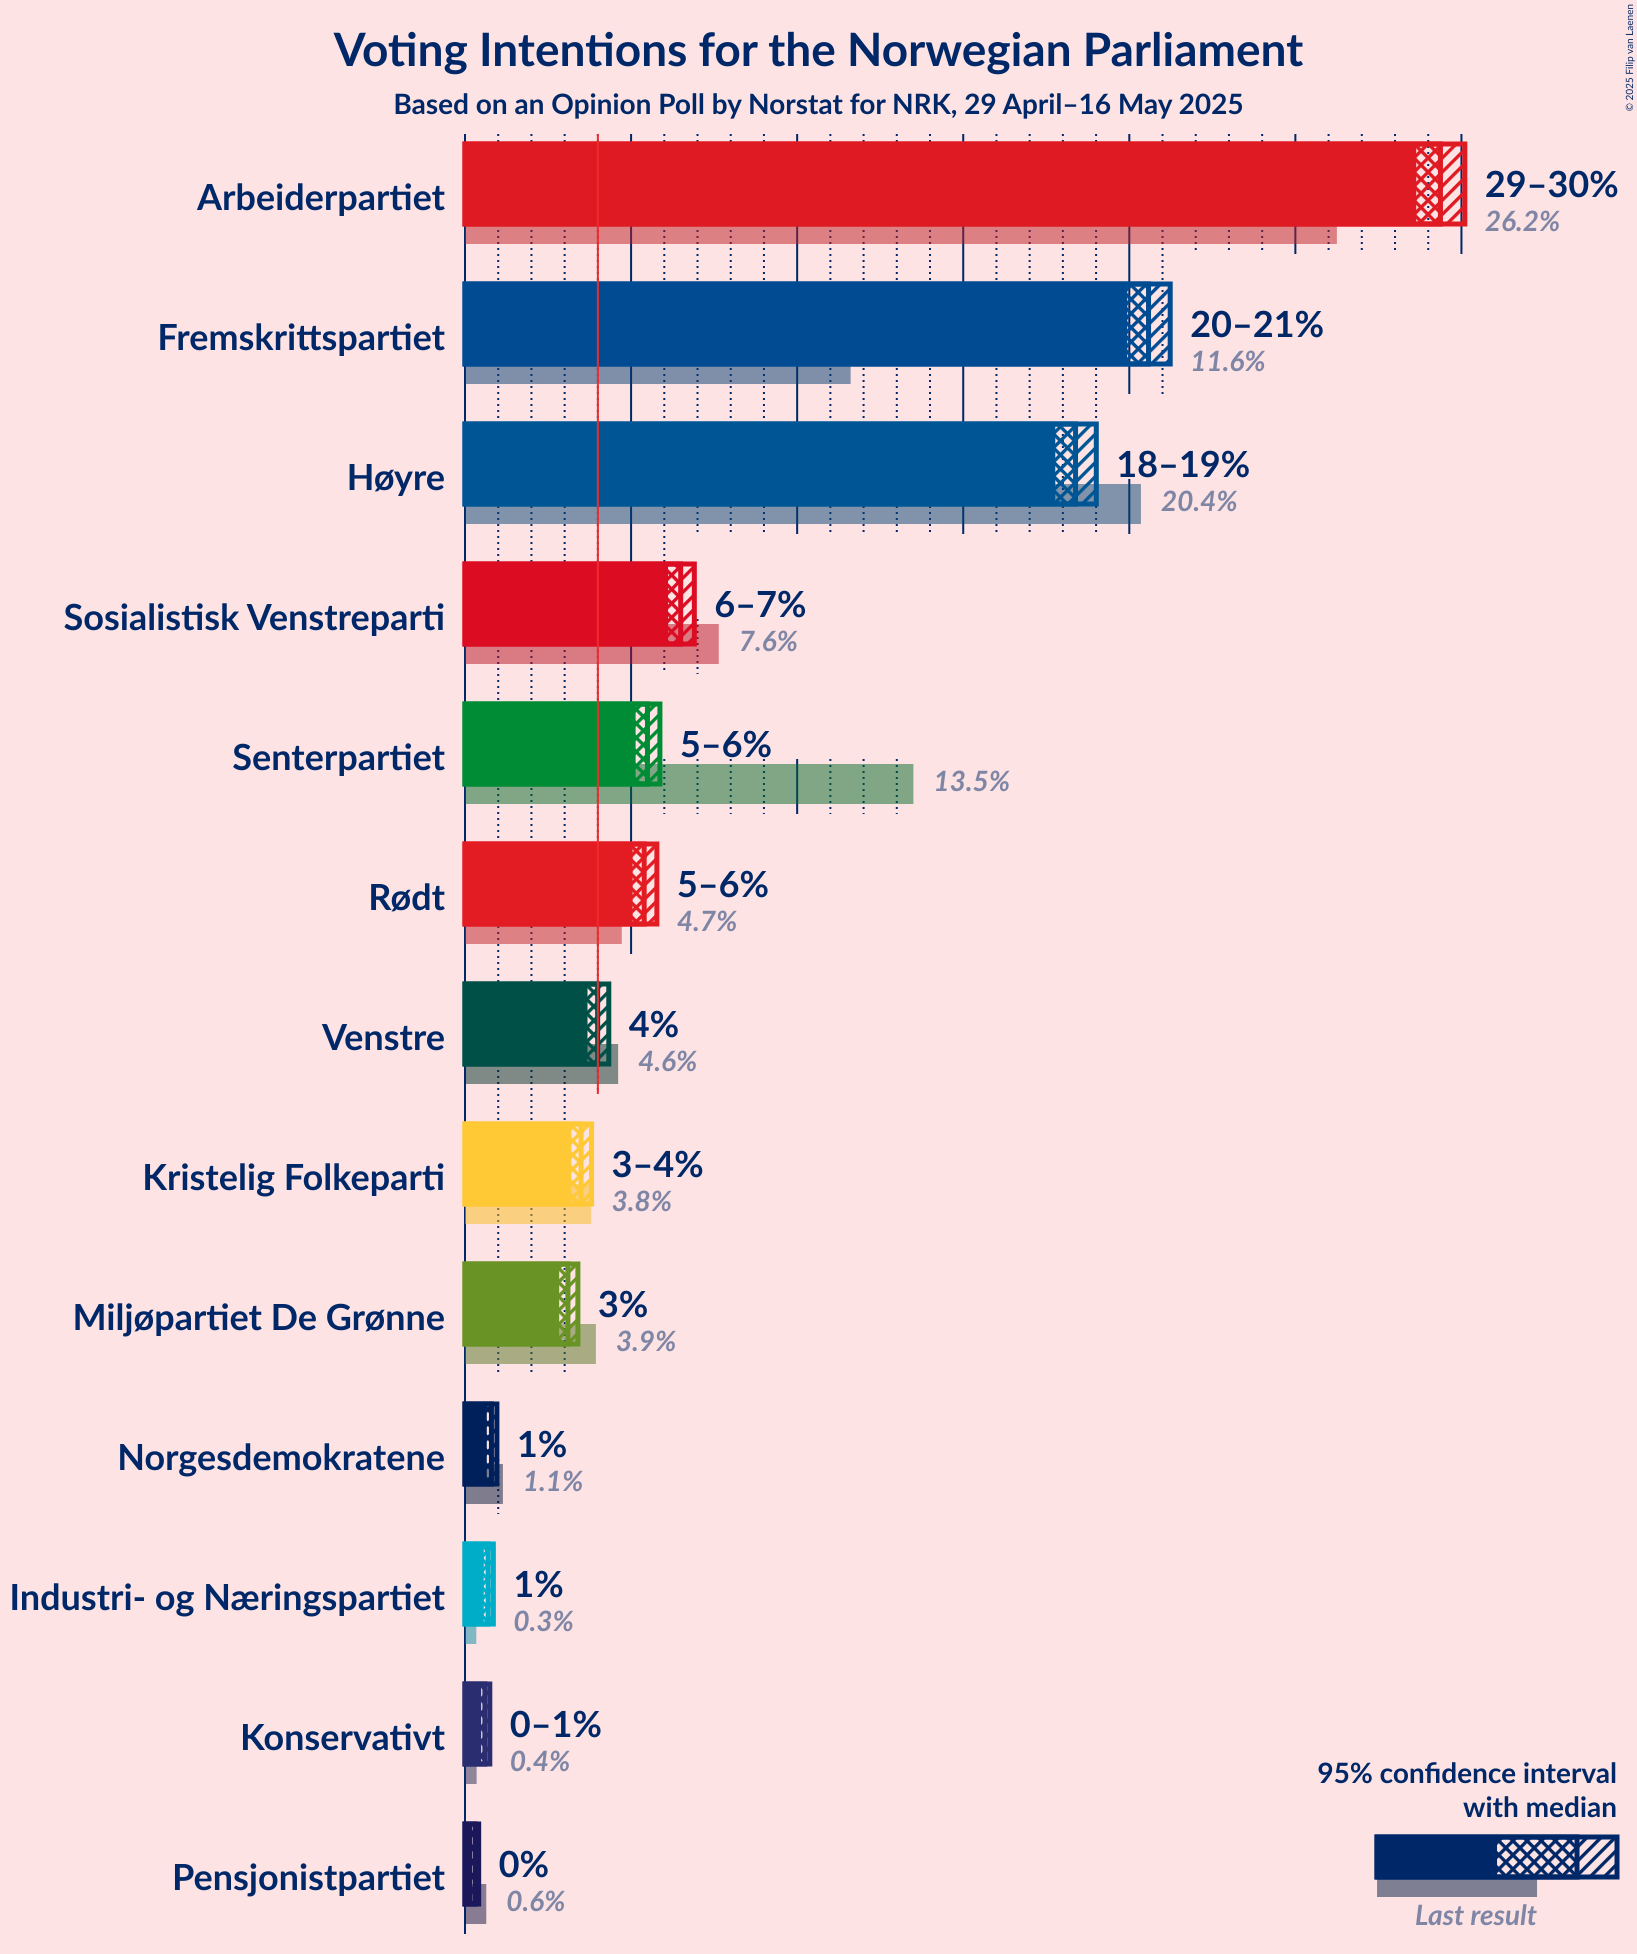 Voting Intentions for the Norwegian Parliament
Based on an Opinion Poll by Norstat for NRK, 29 April–16 May 2025
© 2025 Filip van Laenen
Arbeiderpartiet
29–30%
26.2%
Fremskrittspartiet
20–21%
11.6%
Høyre
18–19%
20.4%
Sosialistisk Venstreparti
6–7%
7.6%
Senterpartiet
5–6%
13.5%
Rødt
5–6%
4.7%
Venstre
4%
4.6%
Kristelig Folkeparti
3–4%
3.8%
Miljøpartiet De Grønne
3%
3.9%
Norgesdemokratene
1%
1.1%
Industri- og Næringspartiet
1%
0.3%
Konservativt
0–1%
0.4%
Pensjonistpartiet
0%
0.6%
95% confidence interval
with median
Last result